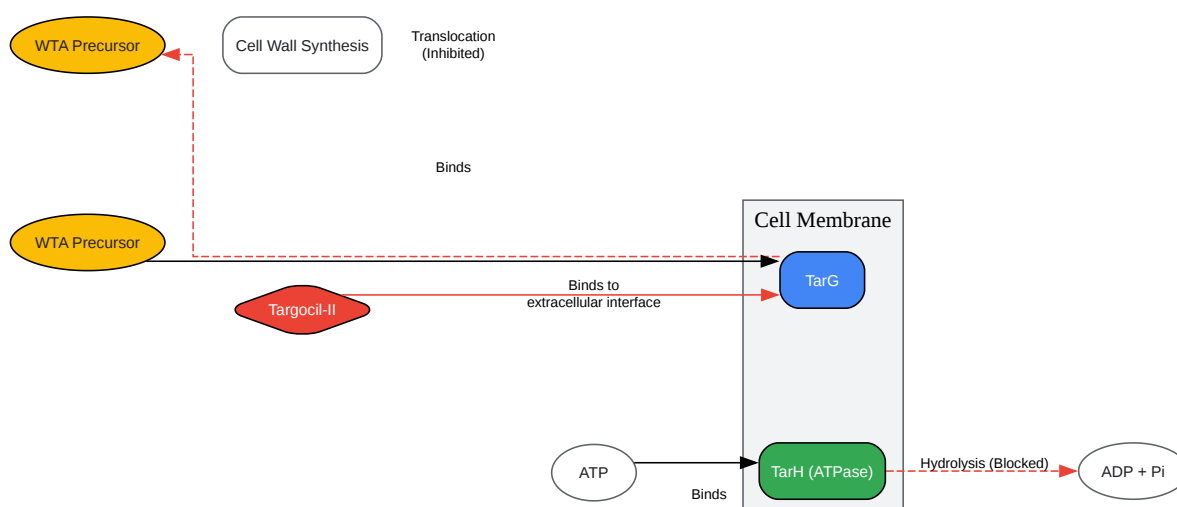 WTA Precursor
Cell Wall Synthesis
Translocation
(Inhibited)
Binds
Cell Membrane
WTA Precursor
TarG
Binds to
extracellular interface
Targocil-II
Hydrolysis (Blocked)
ATP
TarH (ATPase)
ADP + Pi
Binds